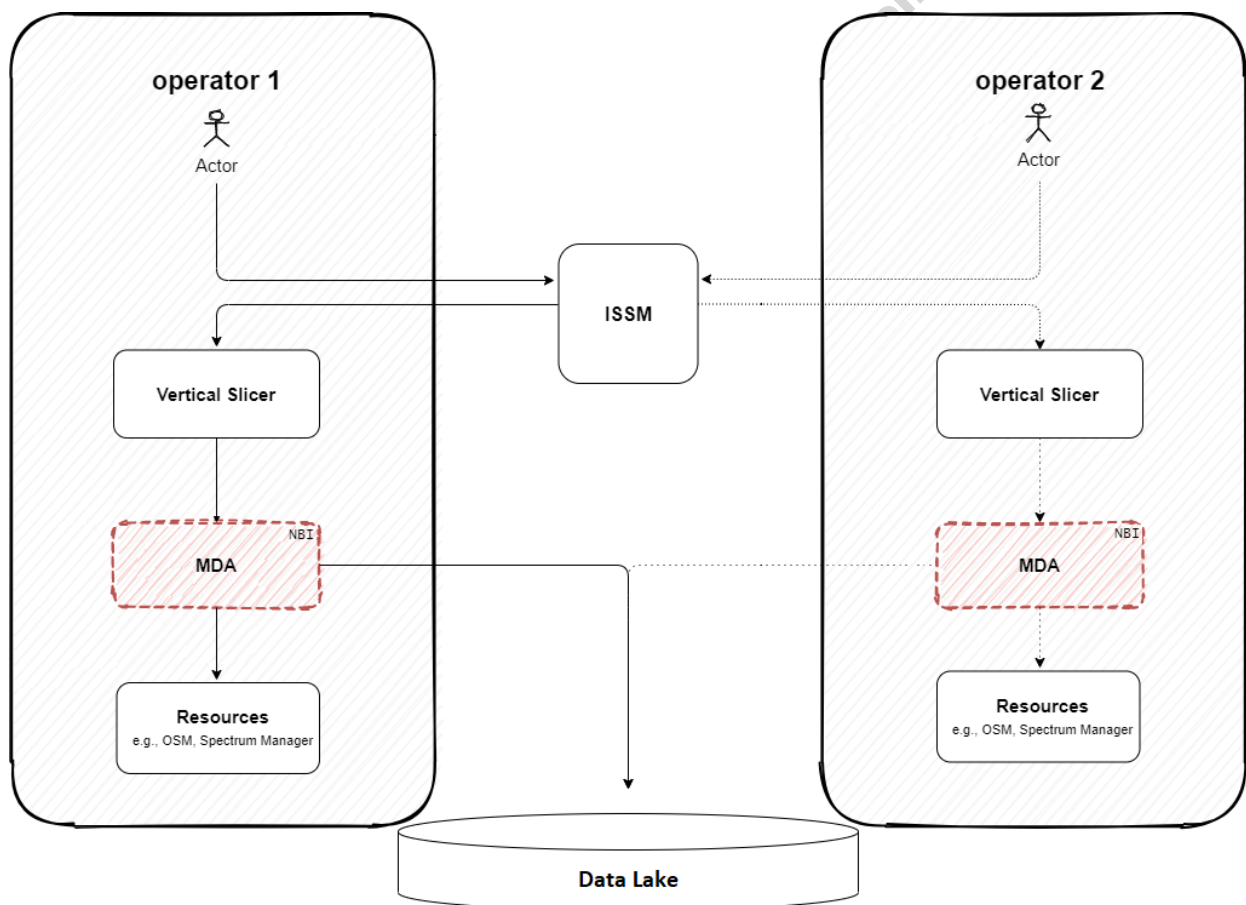 operator 1
Actor
operator 2
Actor
ISSM
Vertical Slicer
Vertical Slicer
NBI
MDA
NBI
MDA
Resources
e.g., OSM, Spectrum Manager
Resources
e.g., OSM, Spectrum Manager
Data Lake